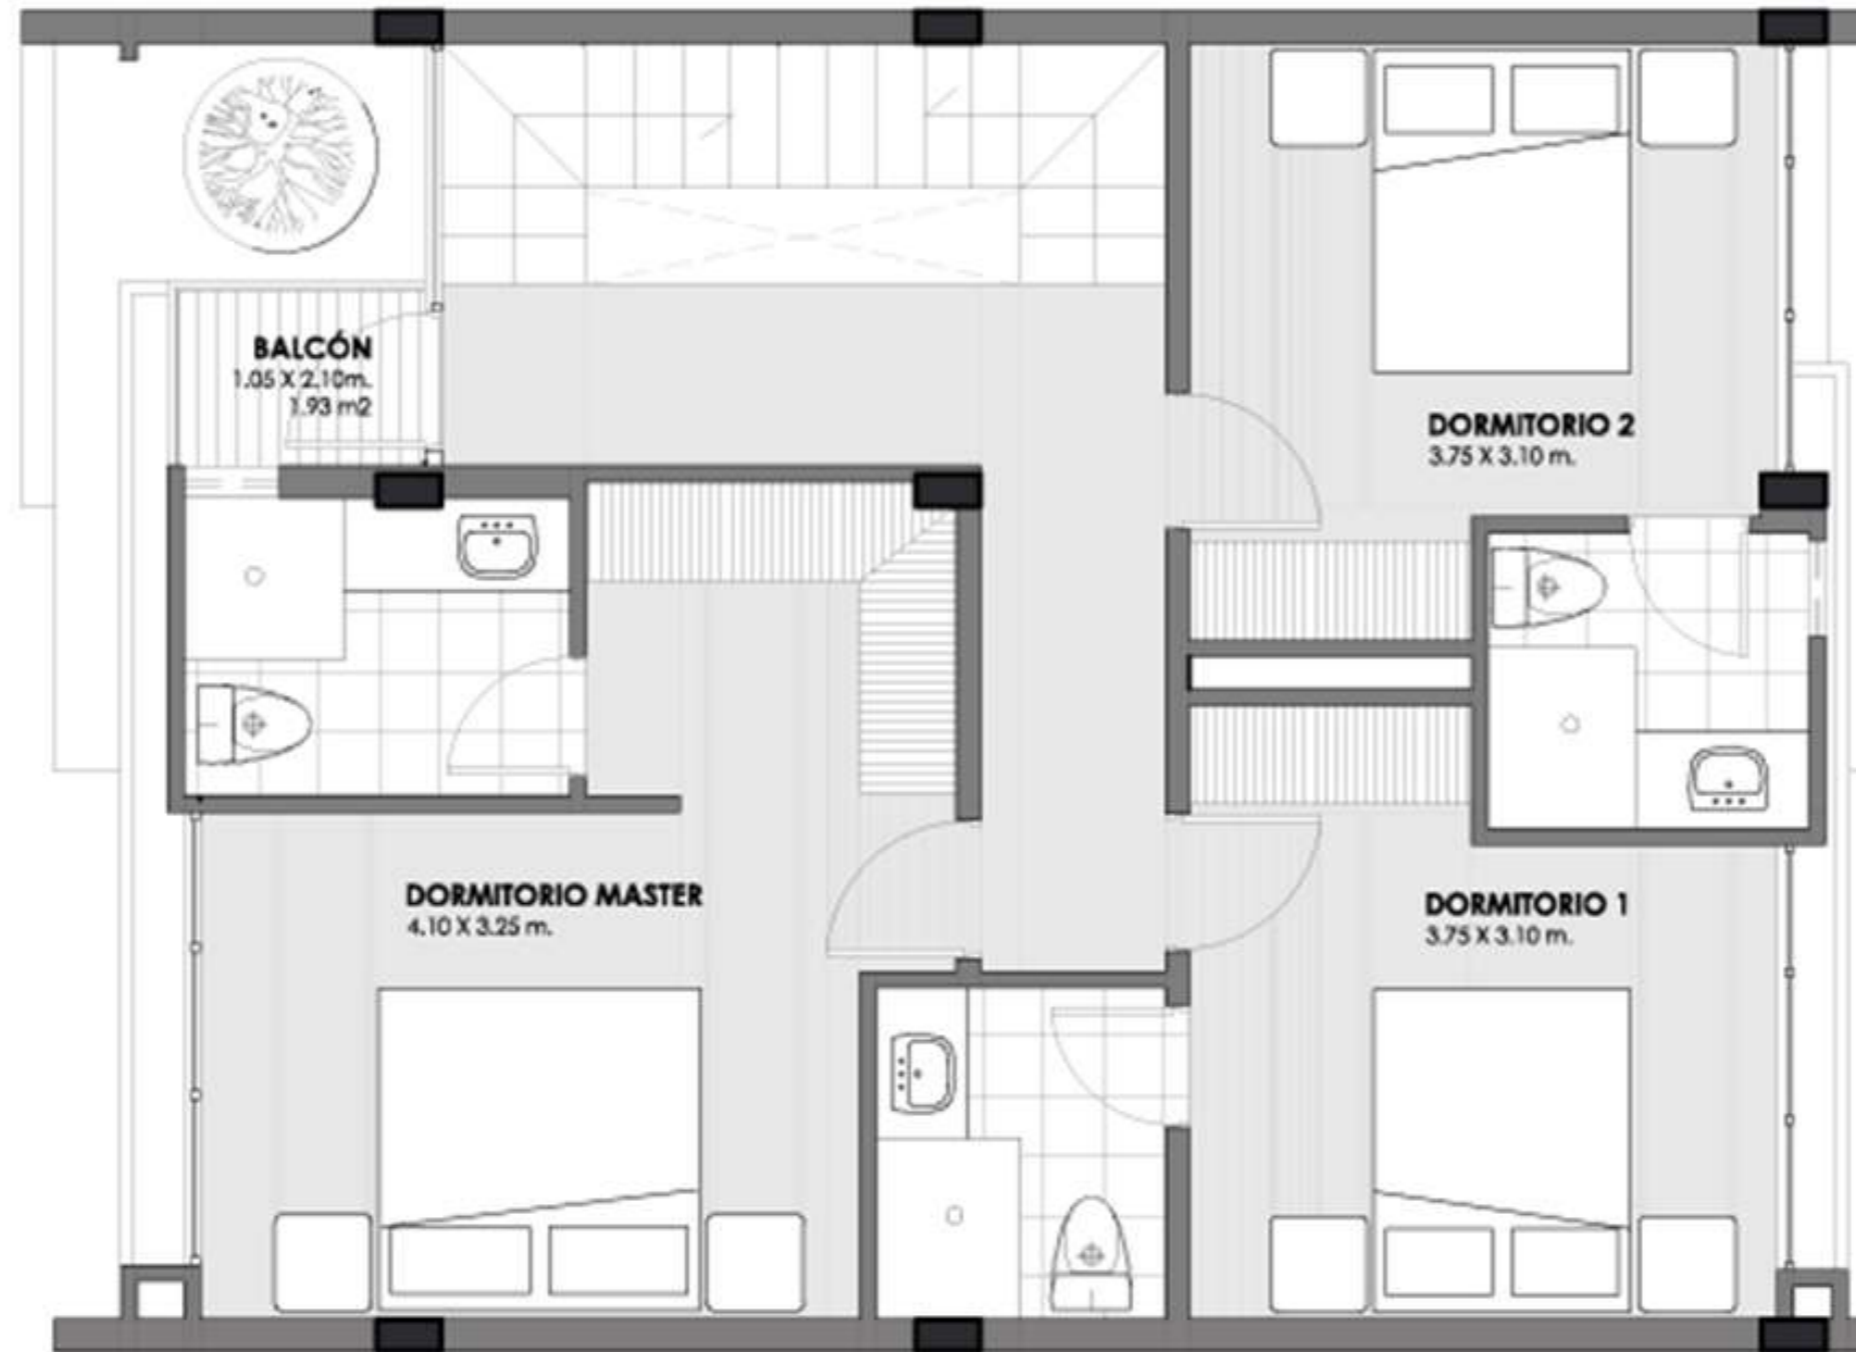 BALCÓN
1.05 X 2.10m.
1.93 m2
DORMITORIO 2
3.75 X 3.10 m.
DORMITORIO MASTER
4.10 X 3.25 m.
DORMITORIO 1
3.75 X 3.10 m.